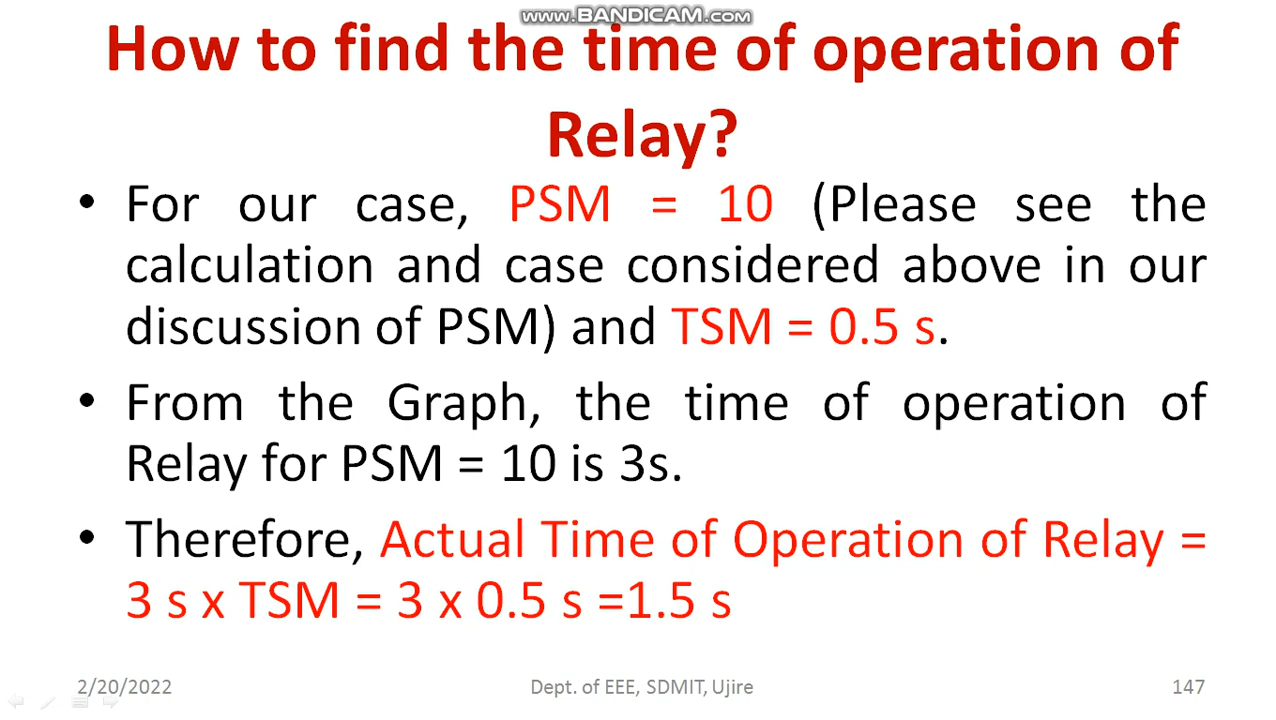 www.BANDICAM.com
How to find the time of operation of
Relay?
• For our case, PSM = 10 (Please see the
calculation and case considered above in our
discussion of PSM) and TSM = 0.5 s.
• From the Graph, the time of operation of
Relay for PSM = 10 is 3s.
• Therefore, Actual Time of Operation of Relay =
3 s x TSM = 3 x 0.5 s =1.5 s
2/20/2022 Dept. of EEE, SDMIT, Ujire 147